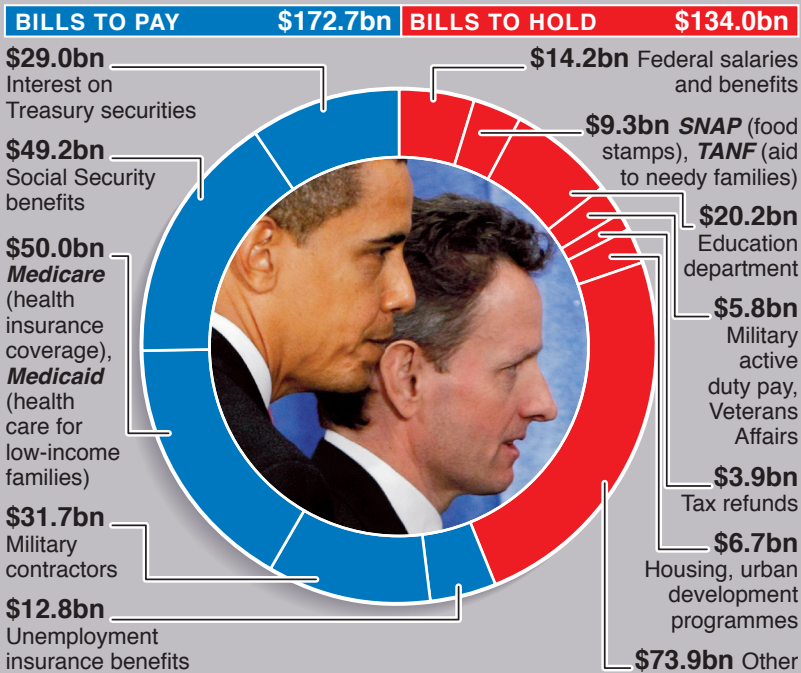 BILLS TO PAY $172.7bn
BILLS TO HOLD $134.0bn
$29.0bn
Interest on
Treasury securities
$49.2bn
Social Security
benefits
$50.0bn
Medicare
(health
insurance
coverage),
Medicaid
(health
care for
low-income
families)
$31.7bn
Military
contractors
$12.8bn
Unemployment
insurance benefits
$14.2bn Federal salaries
and benefits
$9.3bn SNAP (food
stamps), TANF (aid
to needy families)
$20.2bn
Education
department
$5.8bn
Military
active
duty pay,
Veterans
Affairs
$3.9bn
Tax refunds
$6.7bn
Housing, urban
development
programmes
$73.9bn Other